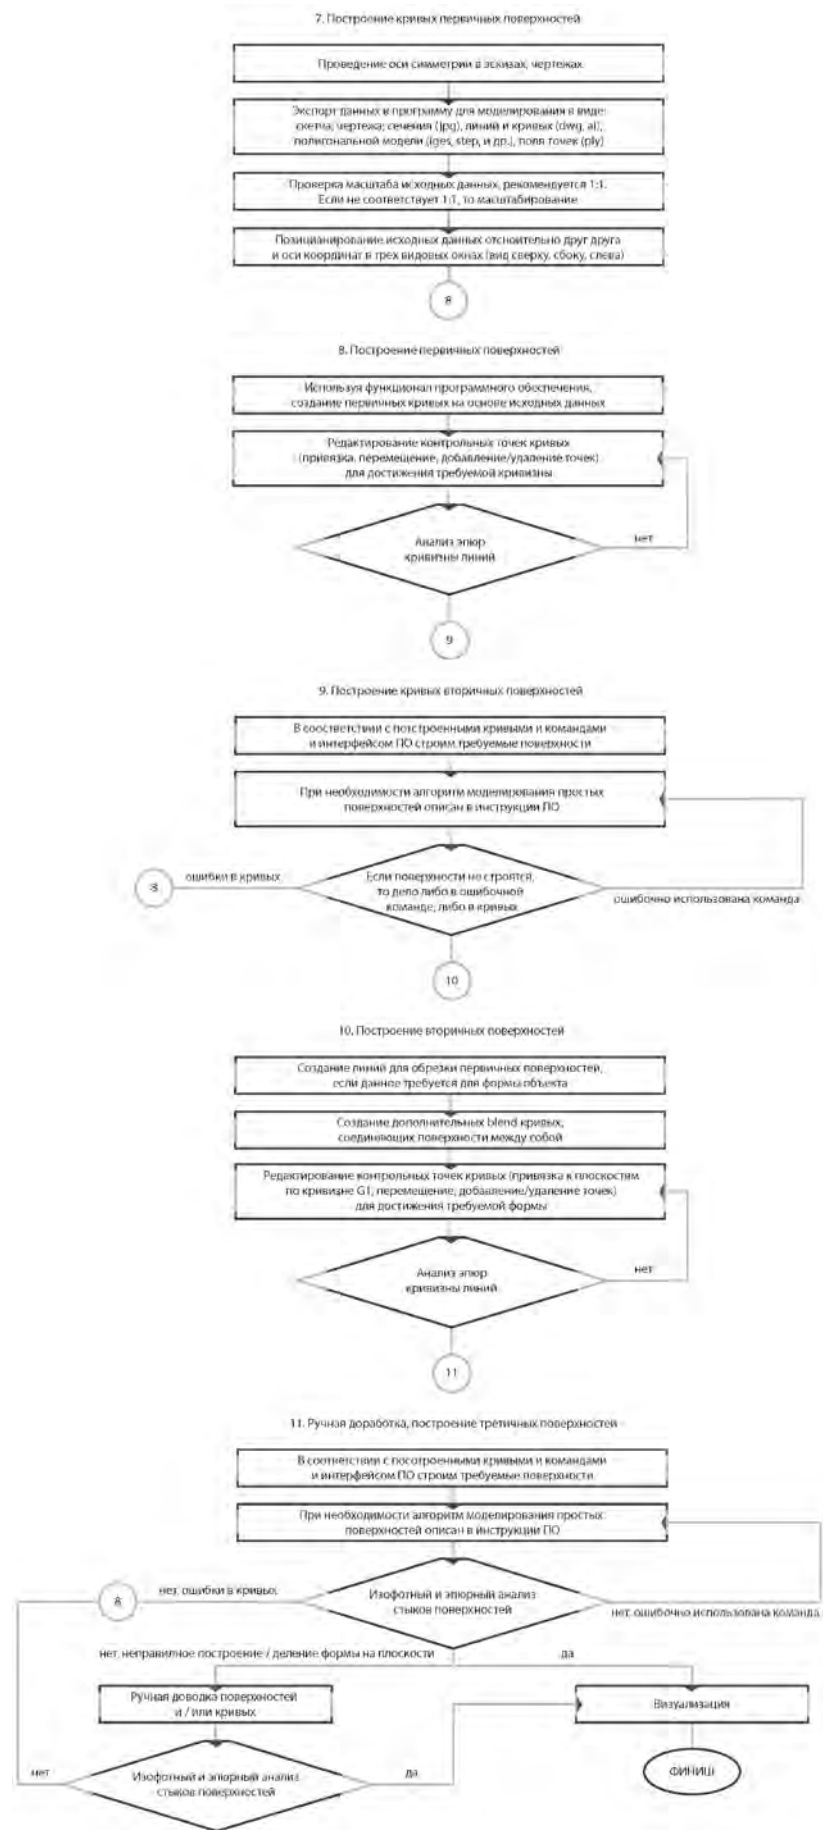 7. Построение кривых первичных поверхностей
Проведение оси симметрии в эскизах, чертежах
Экспорт данных в программу для моделирования в виде:
скетча, чертежа; сечения (jpg), линий и кривых (dwg, ai),
полигональной модели (iges, step, и др.), поля точек (ply)
Проверка масштаба исходных данных, рекомендуется 1:1.
Если не соответствует 1:1, то масштабирование
Позицианирование исходных данных отсноительно друг друга
и оси координат в трех видовых окнах (вид сверху, сбоку, слева)
8
8. Построение первичных поверхностей
Используя функционал программного обеспечения,
создание первичных кривых на основе исходных данных
Редактирование контрольных точек кривых
(привязка, перемещение, добавление/удаление точек)
для достижения требуемой кривизны
Анализ эпюр
кривизны линий
нет
9
9. Построение кривых вторичных поверхностей
В соостветствии с потстроенными кривыми и командами
и интерфейсом ПО строим требуемые поверхности
При необходимости алгоритм моделирования простых
поверхностей описан в инструкции ПО
8
ошибки в кривых
Если поверхности не строятся,
то дело либо в ошибочной
команде, либо в кривых
ошибочно использована команда
10
10. Построение вторичных поверхностей
Создание линий для обрезки первичных поверхностей,
если данное требуется для формы объекта
Создание дополнительных blend кривых,
соединяющих поверхности между собой
Редактирование контрольных точек кривых (привязка к плоскостям
по кривизне G1, перемещение, добавление/удаление точек)
для достижения требуемой формы
Анализ эпюр
кривизны линий
нет
11
11. Ручная доработка, построение третичных поверхностей
В соответствии с посотроенными кривыми и командами
и интерфейсом ПО строим требуемые поверхности
При необходимости алгоритм моделирования простых
поверхностей описан в инструкции ПО
8
нет, ошибки в кривых
Изофотный и эпюрный анализ
стыков поверхностей
нет, ошибочно использована команда
нет, неправилное построение / деление формы на плоскости
да
Ручная доводка поверхностей
и / или кривых
Визуализация
нет
Изофотный и эпюрный анализ
стыков поверхностей
да
ФИНИШ